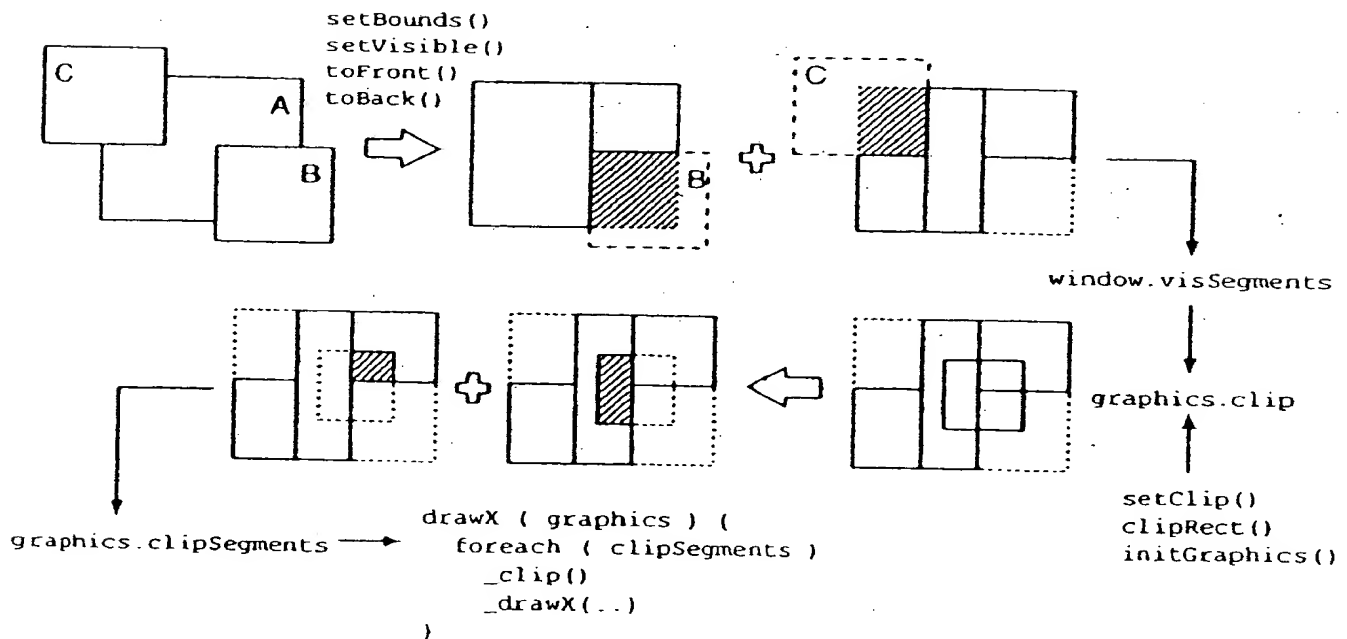 setBounds()
setVisible()
toFront()
toBack()
C
A
B
B
C
window.visSegments
graphics.clip
setClip()
clipRect()
initGraphics()
graphics.clipSegments
drawX ( graphics ) {
foreach ( clipSegments )
_clip()
_drawX(..)
}